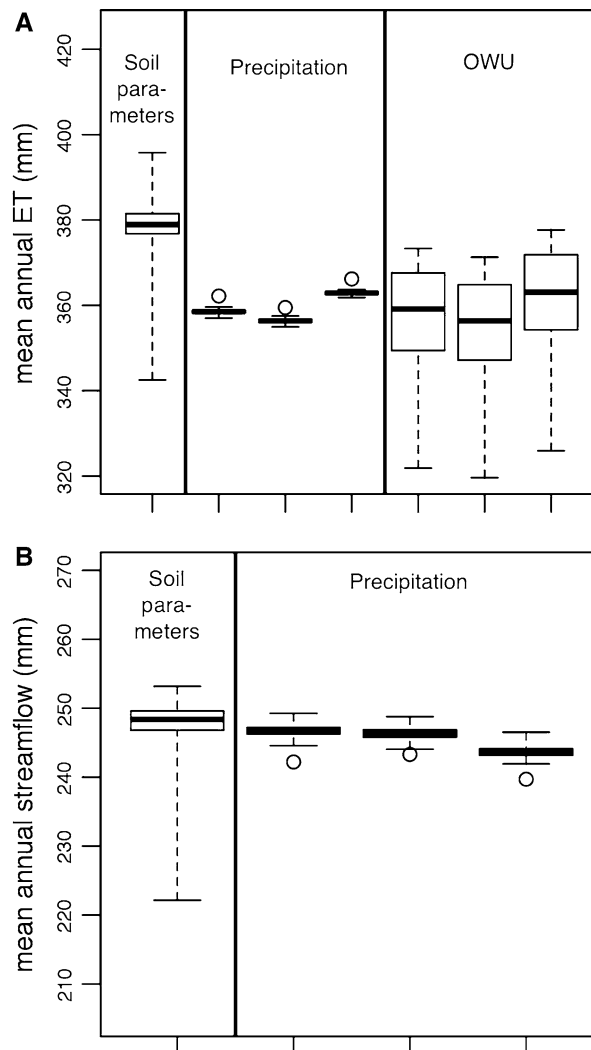 A
mean annual ET (mm)
420
400
380
360
340
320
Soil
para-
meters
Precipitation
OWU
B
mean annual streamflow (mm)
270
260
250
240
230
220
210
Soil
para-
meters
Precipitation